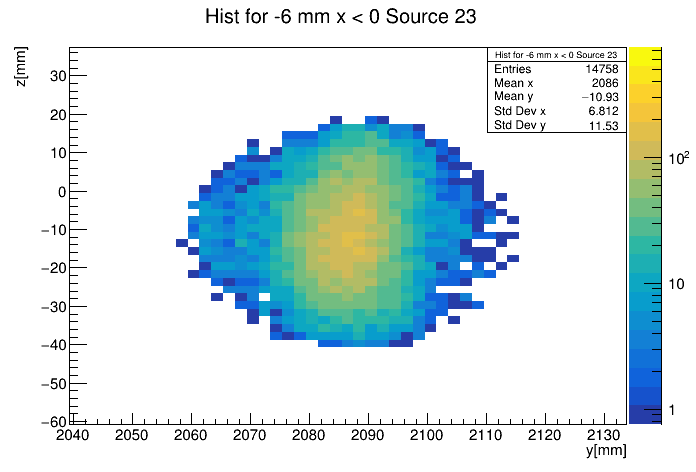 Hist for -6 mm x < 0 Source 23
z[mm]
Hist for -6 mm x < 0 Source 23
Entries 14758
Mean x 2086
Mean y −10.93
Std Dev x 6.812
Std Dev y 11.53
30
20
10
0
−10
−20
−30
−40
−50
−60
10²
10
1
2040 2050 2060 2070 2080 2090 2100 2110 2120 2130
y[mm]